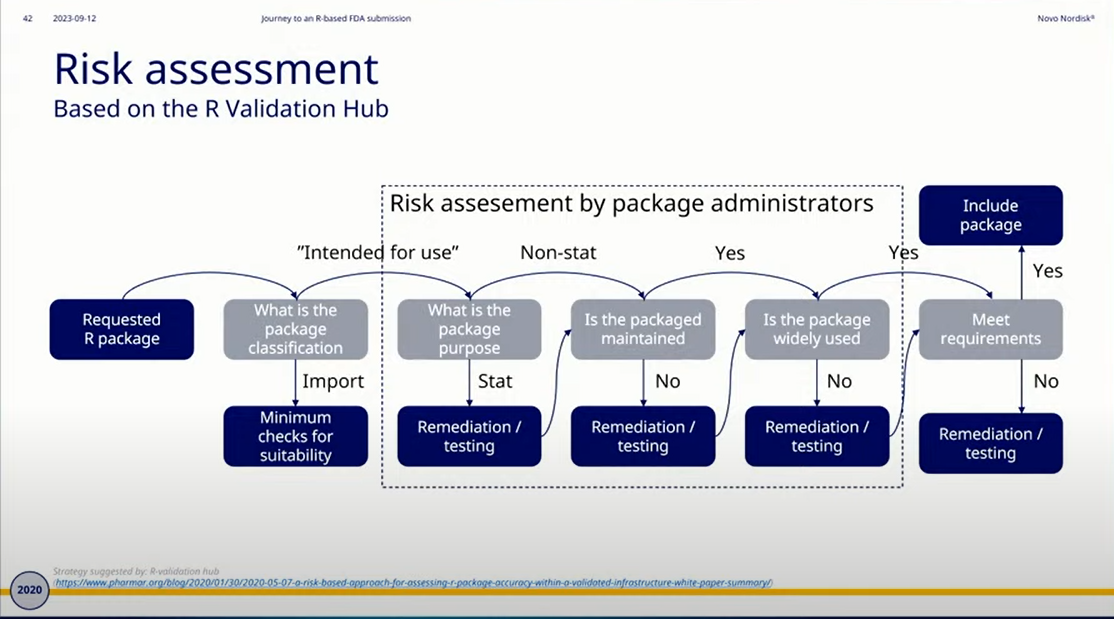 42 2023-09-12 Journey to an R-based FDA submission Novo Nordisk®
Risk assessment
Based on the R Validation Hub
Risk assesement by package administrators
Include
package
"Intended for use"
Non-stat
Yes
Yes
Yes
Requested
R package
What is the
package
classification
What is the
package
purpose
Is the packaged
maintained
Is the package
widely used
Meet
requirements
Import
Stat
No
No
No
Minimum
checks for
suitability
Remediation /
testing
Remediation /
testing
Remediation /
testing
Remediation /
testing
Strategy suggested by: R-validation hub
(https://www.pharmar.org/blog/2020/01/30/2020-05-07-a-risk-based-approach-for-assessing-r-package-accuracy-within-a-validated-infrastructure-white-paper-summary/)
2020